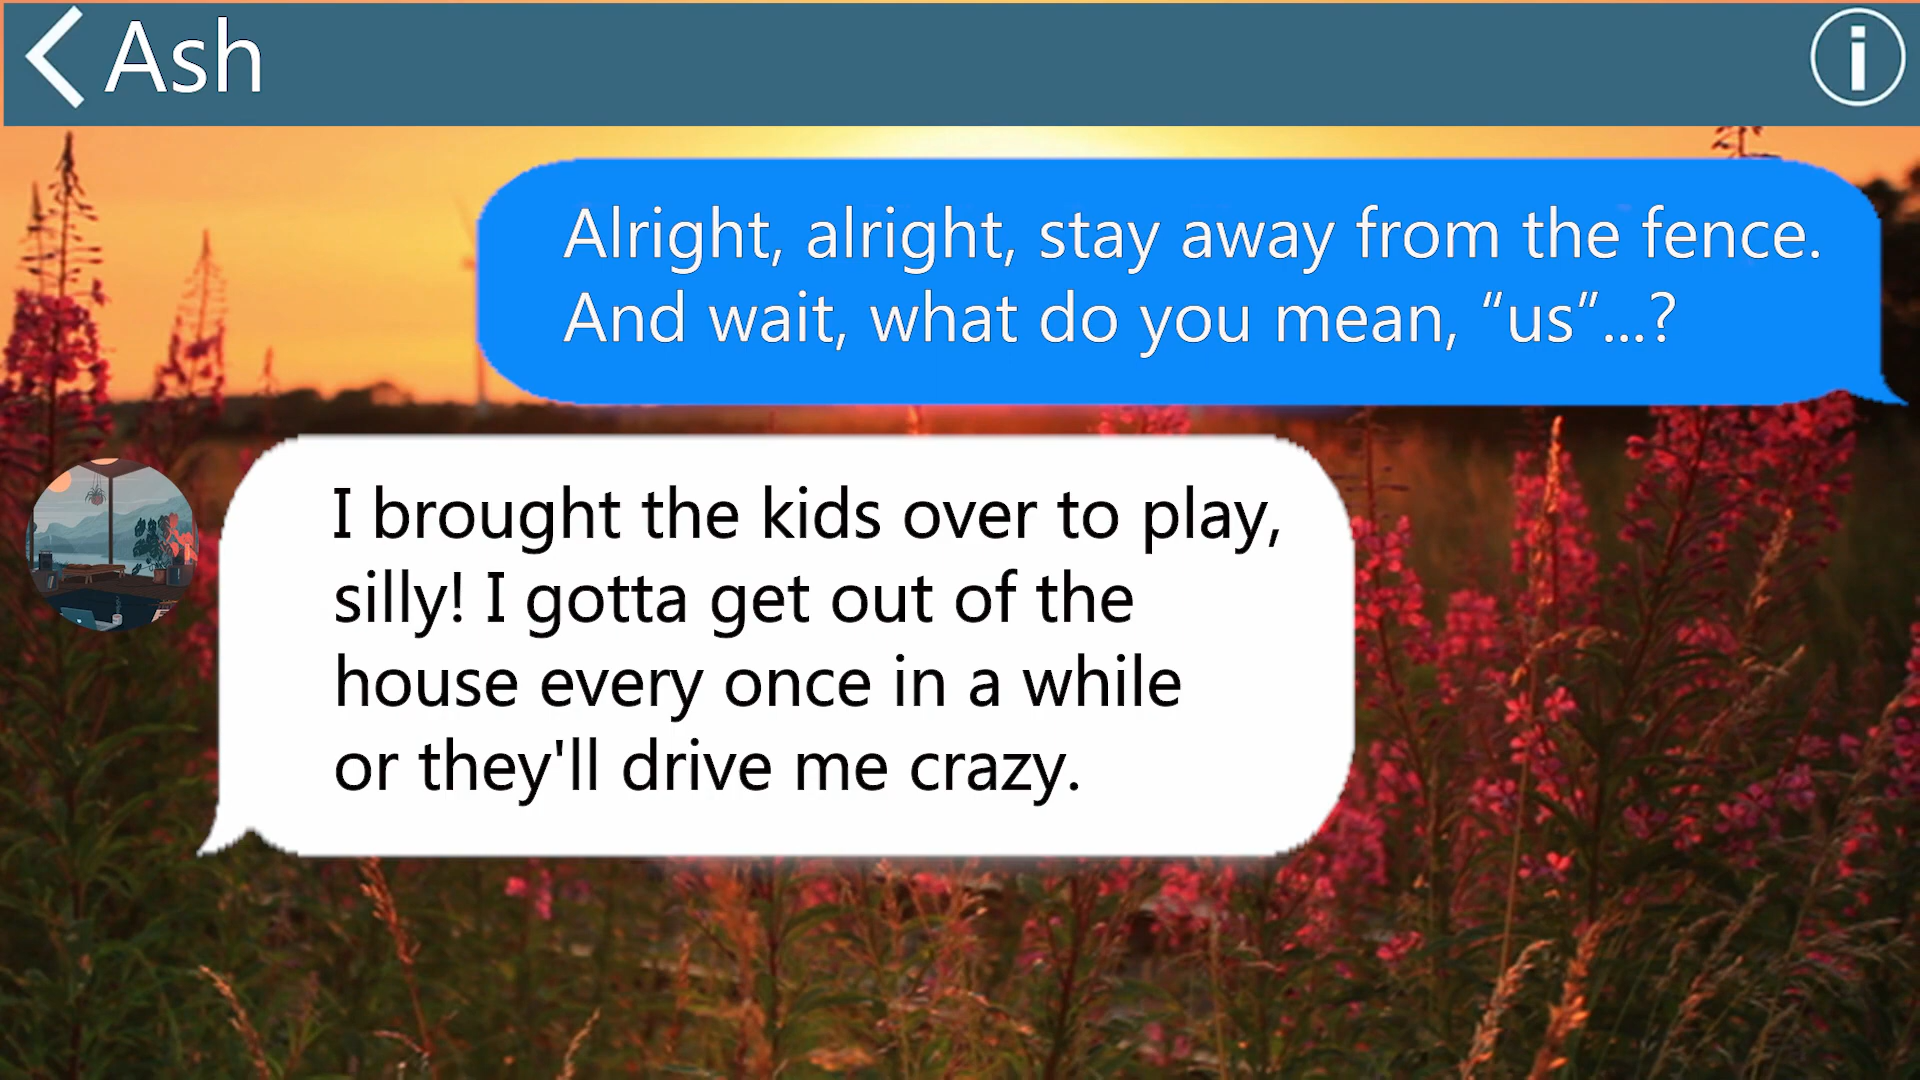 Ash
Alright, alright, stay away from the fence.
And wait, what do you mean, “us”...?
I brought the kids over to play,
silly! I gotta get out of the
house every once in a while
or they'll drive me crazy.